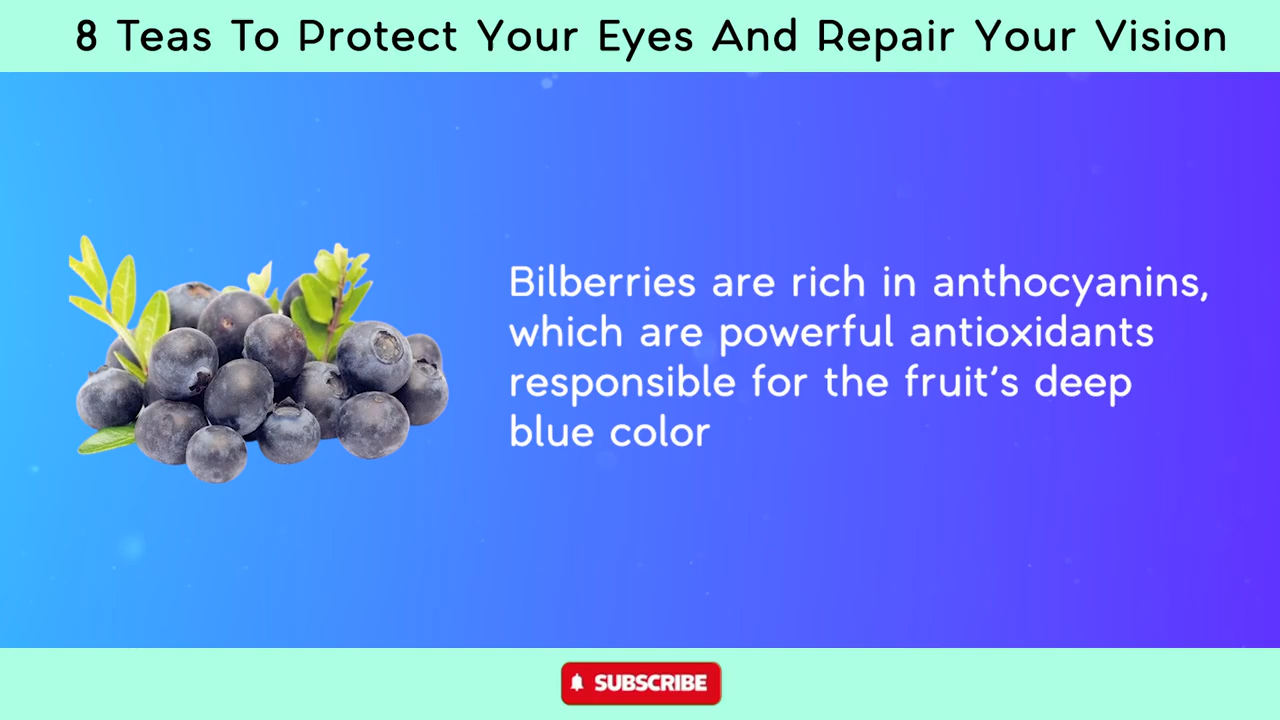 8 Teas To Protect Your Eyes And Repair Your Vision
Bilberries are rich in anthocyanins,
which are powerful antioxidants
responsible for the fruit’s deep
blue color
SUBSCRIBE